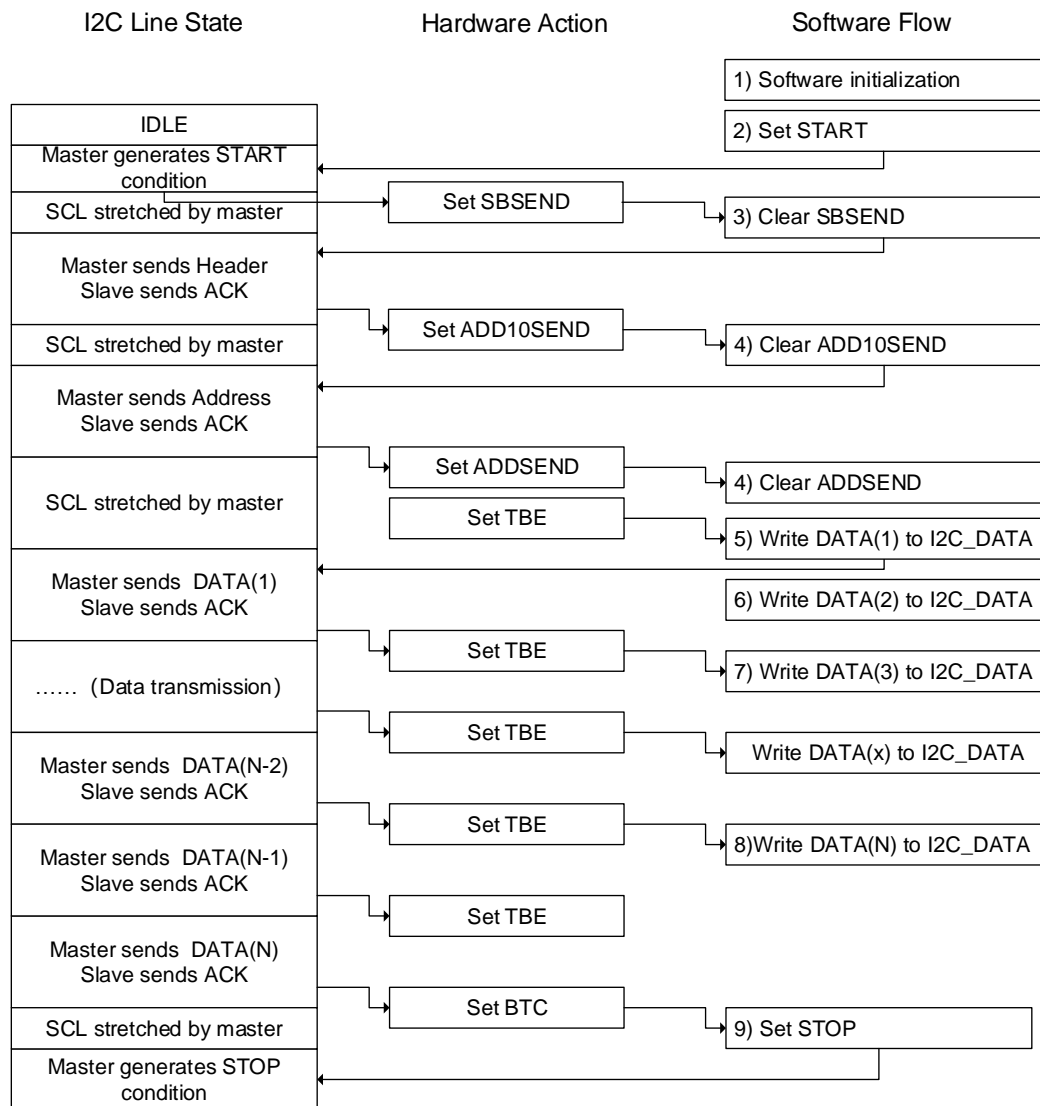 I2C Line State
Hardware Action
Software Flow
1) Software initialization
IDLE
2) Set START
Master generates START
condition
SCL stretched by master
Set SBSEND
3) Clear SBSEND
Master sends Header
Slave sends ACK
SCL stretched by master
Set ADD10SEND
4) Clear ADD10SEND
Master sends Address
Slave sends ACK
SCL stretched by master
Set ADDSEND
4) Clear ADDSEND
Set TBE
5) Write DATA(1) to I2C_DATA
Master sends DATA(1)
Slave sends ACK
6) Write DATA(2) to I2C_DATA
Set TBE
7) Write DATA(3) to I2C_DATA
...... (Data transmission)
Set TBE
Write DATA(x) to I2C_DATA
Master sends DATA(N-2)
Slave sends ACK
Set TBE
8)Write DATA(N) to I2C_DATA
Master sends DATA(N-1)
Slave sends ACK
Set TBE
Master sends DATA(N)
Slave sends ACK
Set BTC
9) Set STOP
SCL stretched by master
Master generates STOP
condition